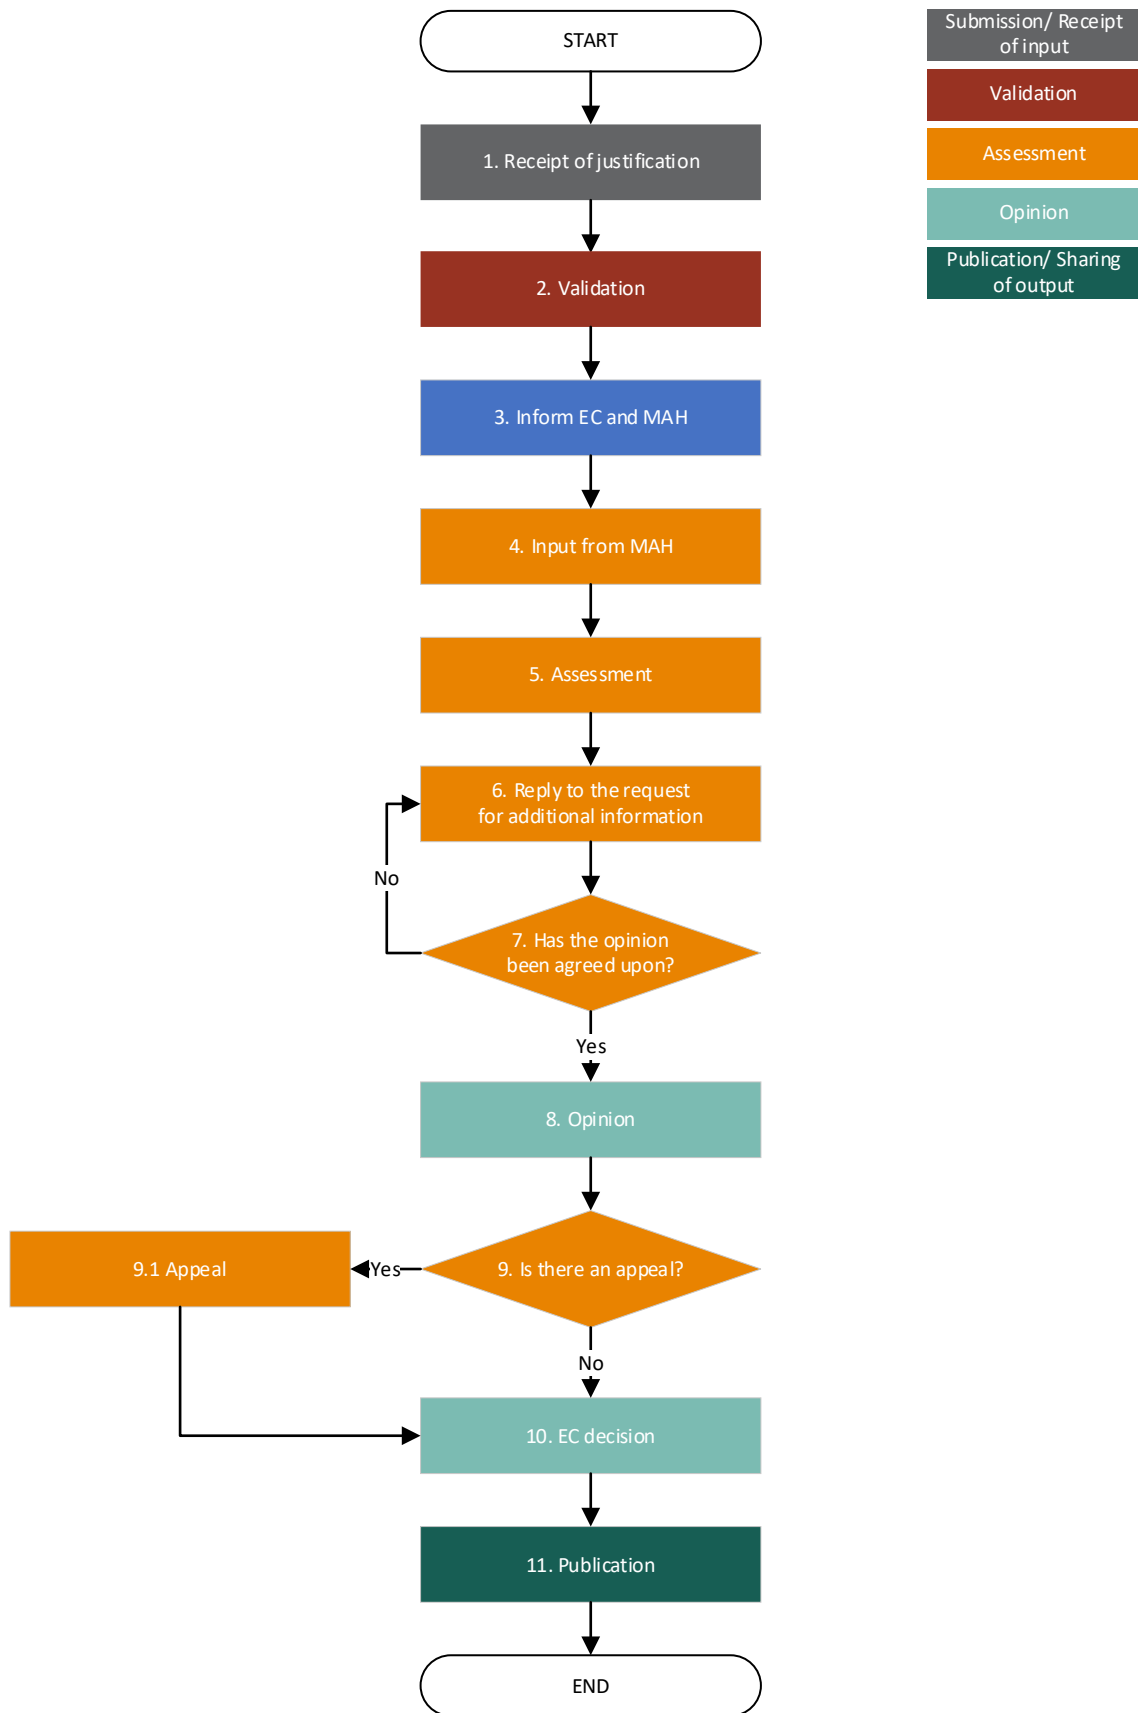 START
Submission/ Receipt
of input
Validation
Assessment
Opinion
Publication/ Sharing
of output
1. Receipt of justification
2. Validation
3. Inform EC and MAH
4. Input from MAH
5. Assessment
6. Reply to the request
for additional information
No
7. Has the opinion
been agreed upon?
Yes
8. Opinion
9. Is there an appeal?
Yes
9.1 Appeal
No
10. EC decision
11. Publication
END